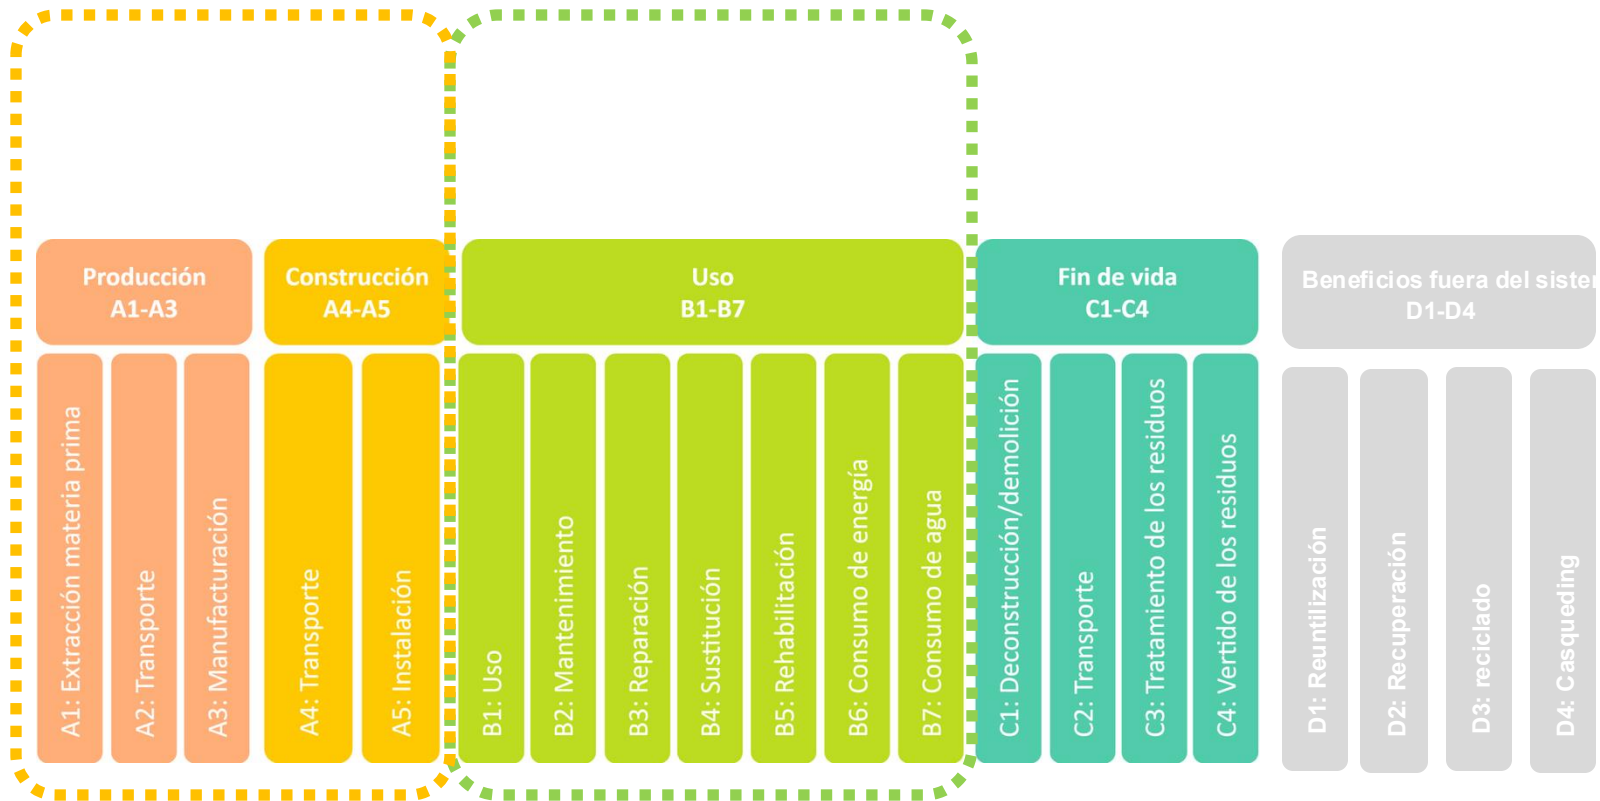 Producción
A1-A3
Construcción
A4-A5
Uso
B1-B7
Fin de vida
C1-C4
Beneficios fuera del sister
D1-D4
A1: Extracción materia prima
A2: Transporte
A3: Manufacturación
A4: Transporte
A5: Instalación
B1: Uso
B2: Mantenimiento
B3: Reparación
B4: Sustitución
B5: Rehabilitación
B6: Consumo de energía
B7: Consumo de agua
C1: Deconstrucción/demolición
C2: Transporte
C3: Tratamiento de los residuos
C4: Vertido de los residuos
D1: Reuntilización
D2: Recuperación
D3: reciclado
D4: Casqueding